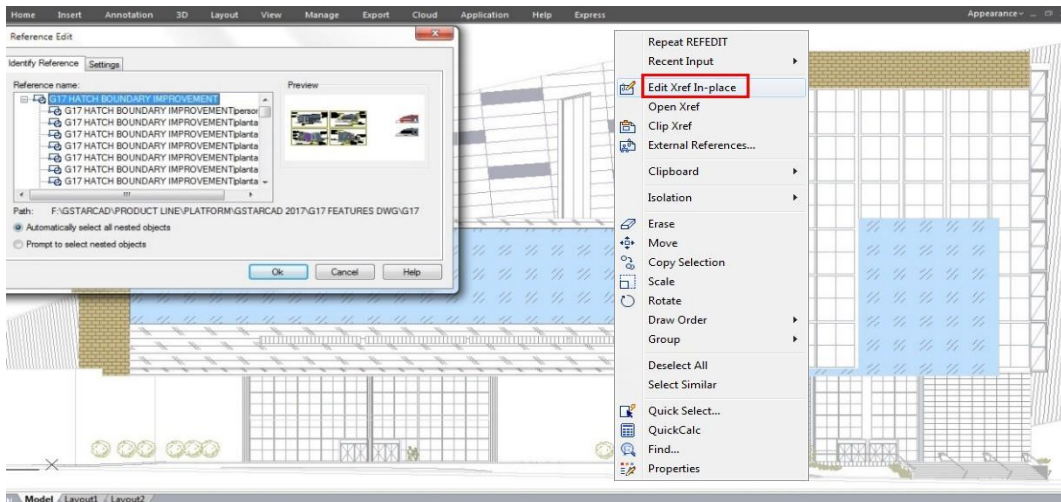 Home Insert Annotation 3D Layout View Manage Export Cloud Application Help Express Appearance
Reference Edit
Identify Reference Settings
Reference name:
Preview
G17 HATCH BOUNDARY IMPROVEMENT
G17 HATCH BOUNDARY IMPROVEMENT|persor
G17 HATCH BOUNDARY IMPROVEMENT|planta
G17 HATCH BOUNDARY IMPROVEMENT|planta
G17 HATCH BOUNDARY IMPROVEMENT|planta
G17 HATCH BOUNDARY IMPROVEMENT|planta
G17 HATCH BOUNDARY IMPROVEMENT|planta
Path: F:\GSTARCAD\PRODUCT LINE\PLATFORM\GSTARCAD 2017\G17 FEATURES DWG\G17
Automatically select all nested objects
Prompt to select nested objects
Ok Cancel Help
Repeat REFEDIT
Recent Input
Edit Xref In-place
Open Xref
Clip Xref
External References...
Clipboard
Isolation
Erase
Move
Copy Selection
Scale
Rotate
Draw Order
Group
Deselect All
Select Similar
Quick Select...
QuickCalc
Find...
Properties
Model Layout1 Layout2